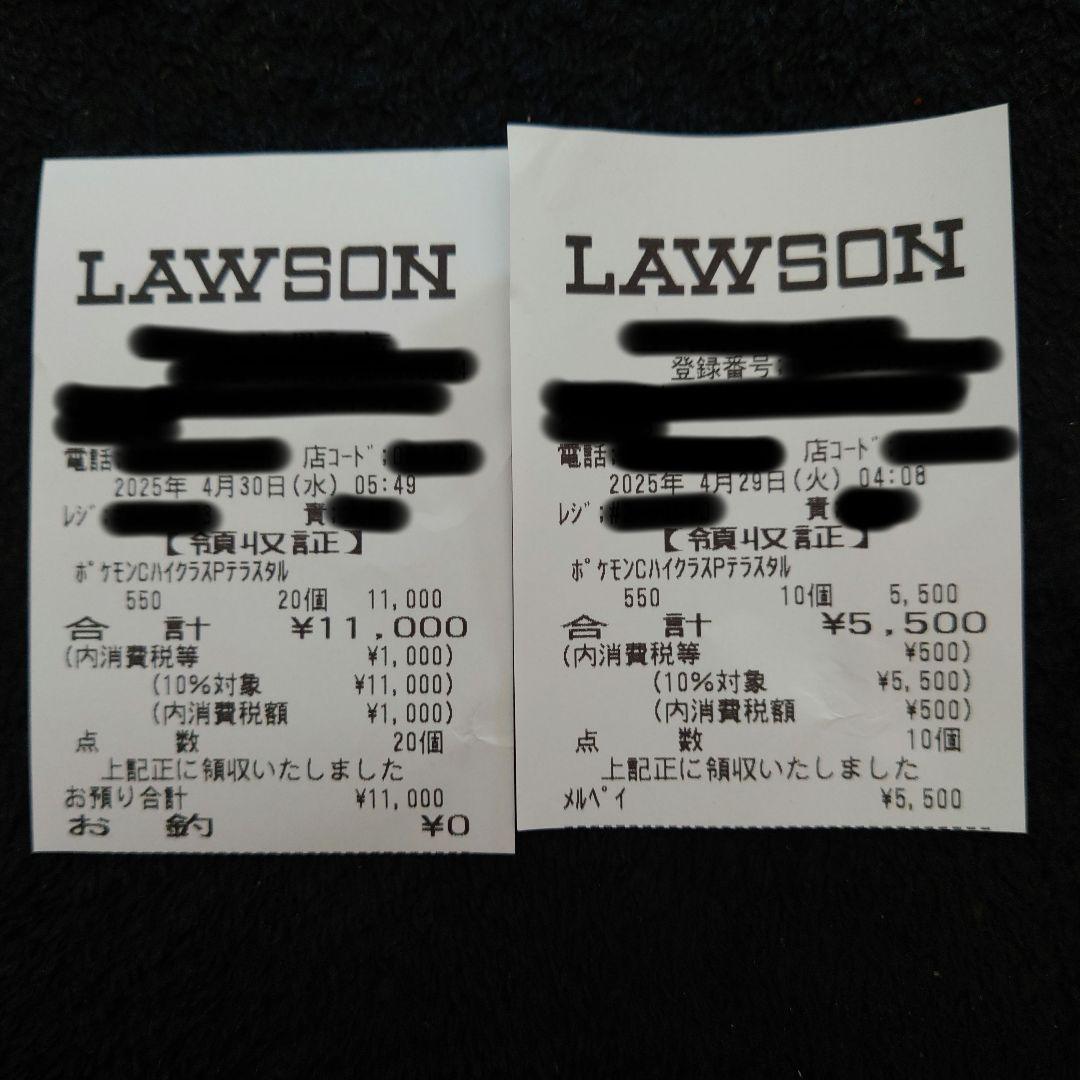 LAWSON
電話
店コード;0
2025年 4月30日(水) 05:49
レジ
責
【領収証】
ポケモンCハイクラスPテラスタル
550 20個 11,000
合 計 ¥11,000
(内消費税等 ¥1,000)
(10%対象 ¥11,000)
(内消費税額 ¥1,000)
点 数 20個
上記正に領収いたしました
お預り合計 ¥11,000
お 釣 ¥0
LAWSON
登録番号:
電話:
店コード
2025年 4月29日(火) 04:08
レジ;#
責
【領収証】
ポケモンCハイクラスPテラスタル
550 10個 5,500
合 計 ¥5,500
(内消費税等 ¥500)
(10%対象 ¥5,500)
(内消費税額 ¥500)
点 数 10個
上記正に領収いたしました
メルペイ ¥5,500